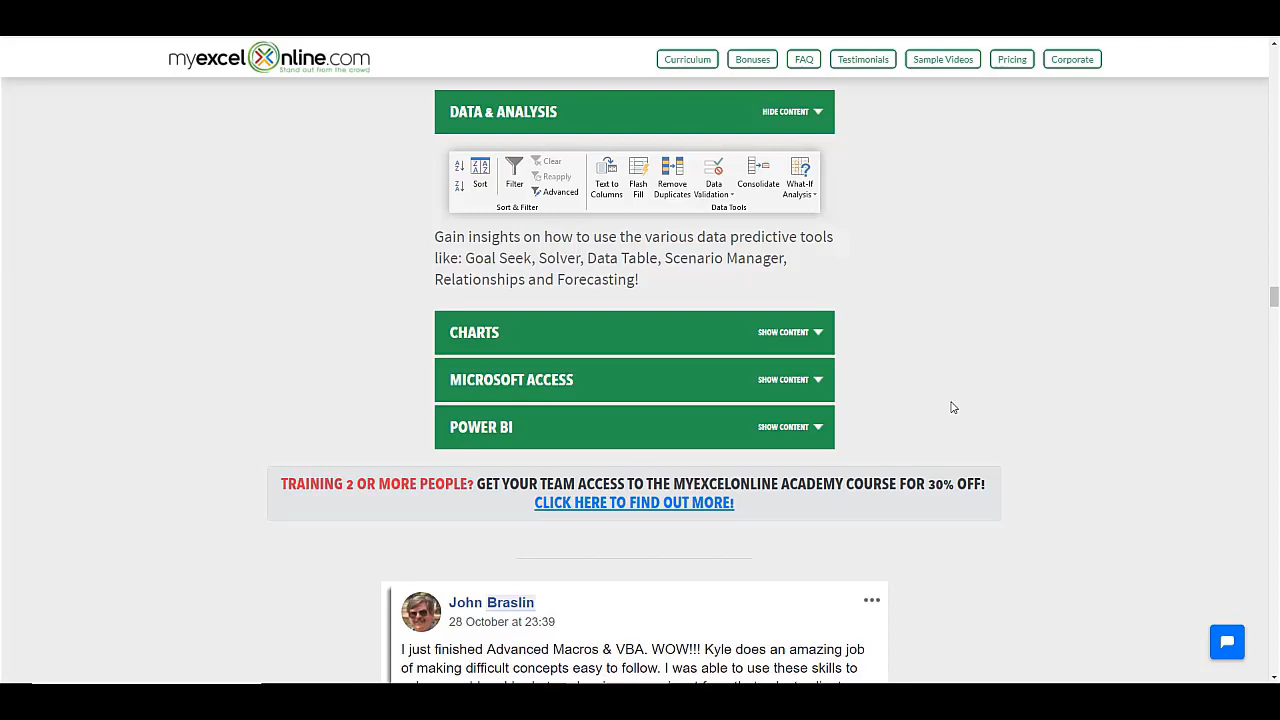 myexcelonline.com
Stand out from the crowd
Curriculum
Bonuses
FAQ
Testimonials
Sample Videos
Pricing
Corporate
DATA & ANALYSIS
HIDE CONTENT
Sort
Filter
Clear
Reapply
Advanced
Sort & Filter
Text to
Columns
Flash
Fill
Remove
Duplicates
Data
Validation
Consolidate
What-If
Analysis
Data Tools
Gain insights on how to use the various data predictive tools
like: Goal Seek, Solver, Data Table, Scenario Manager,
Relationships and Forecasting!
CHARTS
SHOW CONTENT
MICROSOFT ACCESS
SHOW CONTENT
POWER BI
SHOW CONTENT
TRAINING 2 OR MORE PEOPLE? GET YOUR TEAM ACCESS TO THE MYEXCELONLINE ACADEMY COURSE FOR 30% OFF!
CLICK HERE TO FIND OUT MORE!
John Braslin
28 October at 23:39
I just finished Advanced Macros & VBA. WOW!!! Kyle does an amazing job
of making difficult concepts easy to follow. I was able to use these skills to